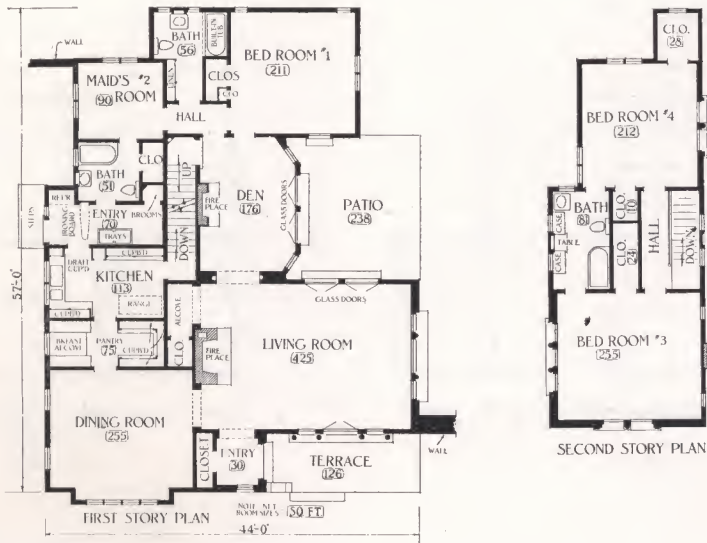 WALL
BATH
56
BUILT-IN
TUB
LINEN
CLOS
CLO
BED ROOM #1
211
MAID'S #2
90 ROOM
HALL
BATH
51
CLO
UP
FIRE
PLACE
DEN
176
GLASS DOORS
PATIO
238
STEPS
REFR
IRONING
BOARD
ENTRY
70
TRAYS
BROOMS
DOWN
57'-0"
DRAFT
CUP'D
CUPB'D
KITCHEN
113
RANGE
CUPB'D
ALCOVE
CLO
GLASS DOORS
LIVING ROOM
425
FIRE
PLACE
BKFAST
ALCOVE
PANTRY
75
CUPB'D
DINING ROOM
255
CLOSET
ENTRY
30
TERRACE
126
WALL
FIRST STORY PLAN
NOTE NET
ROOM SIZES
SQ FT
44'-0"
CLO.
28
BED ROOM #4
212
BATH
81
CASE
TABLE
CASE
CLO.
10
CLO.
24
HALL
DOWN
BED ROOM #3
255
SECOND STORY PLAN